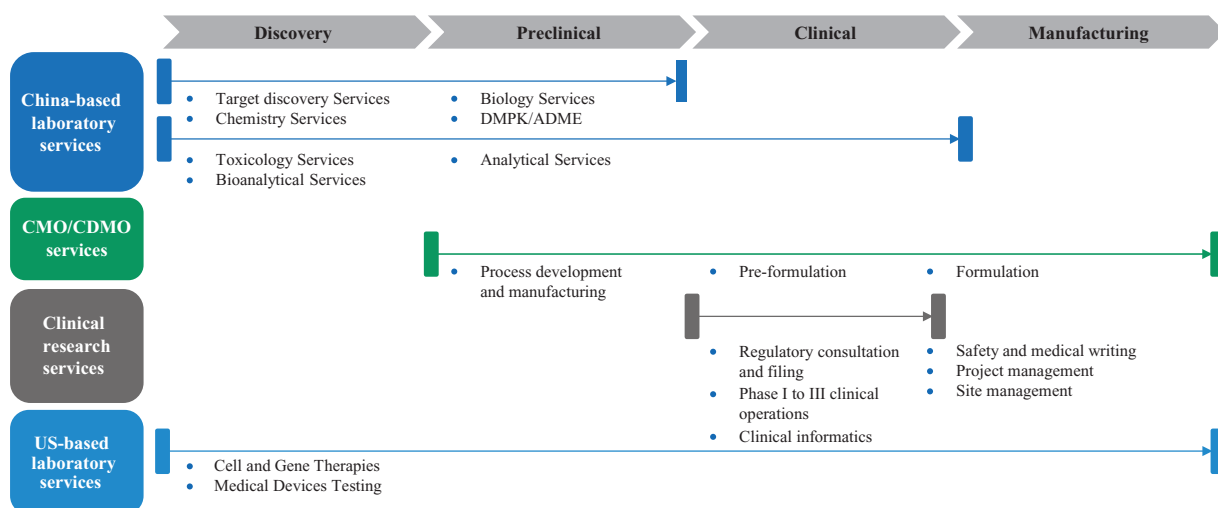 Discovery
Preclinical
Clinical
Manufacturing
China-based
laboratory
services
• Target discovery Services
• Chemistry Services
• Biology Services
• DMPK/ADME
• Toxicology Services
• Bioanalytical Services
• Analytical Services
CMO/CDMO
services
• Process development
and manufacturing
• Pre-formulation
• Formulation
Clinical
research
services
• Regulatory consultation
and filing
• Phase I to III clinical
operations
• Clinical informatics
• Safety and medical writing
• Project management
• Site management
US-based
laboratory
services
• Cell and Gene Therapies
• Medical Devices Testing